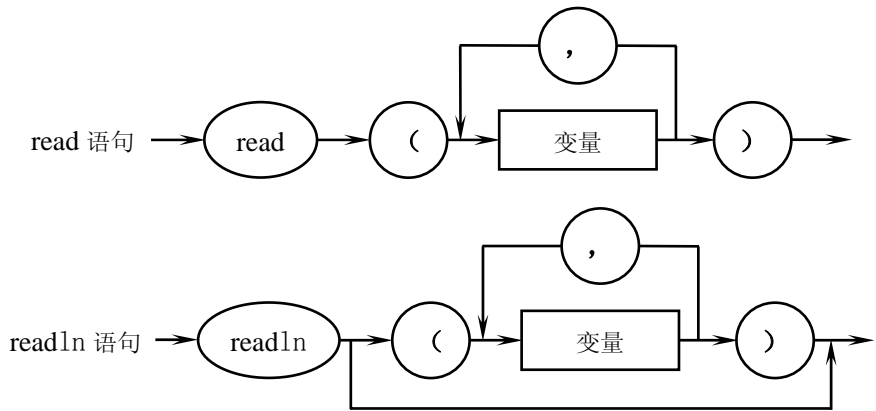 ，
read 语句 read ( 变量 )
，
readln 语句 readln ( 变量 )